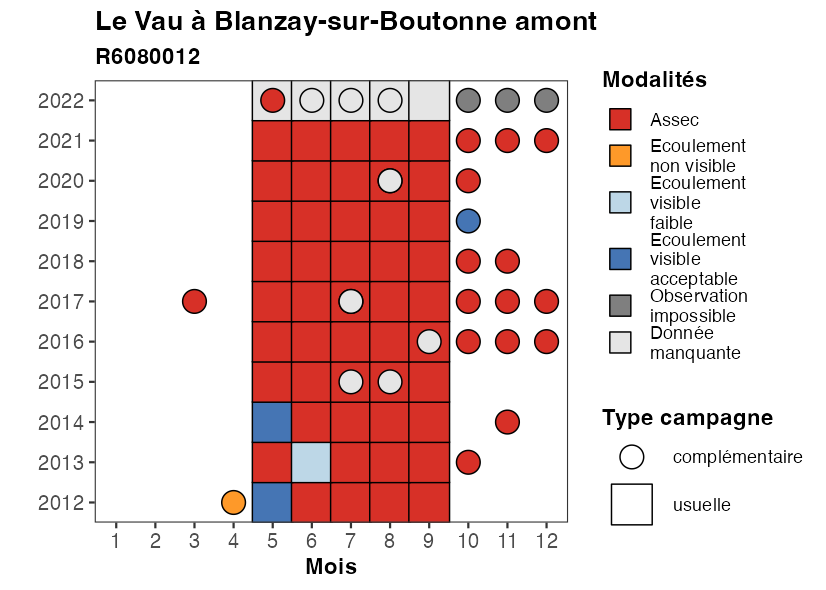 Le Vau à Blanzay-sur-Boutonne amont
R6080012
2022
2021
2020
2019
2018
2017
2016
2015
2014
2013
2012
1 2 3 4 5 6 7 8 9 10 11 12
Mois
Modalités
Assec
Ecoulement
non visible
Ecoulement
visible
faible
Ecoulement
visible
acceptable
Observation
impossible
Donnée
manquante
Type campagne
complémentaire
usuelle